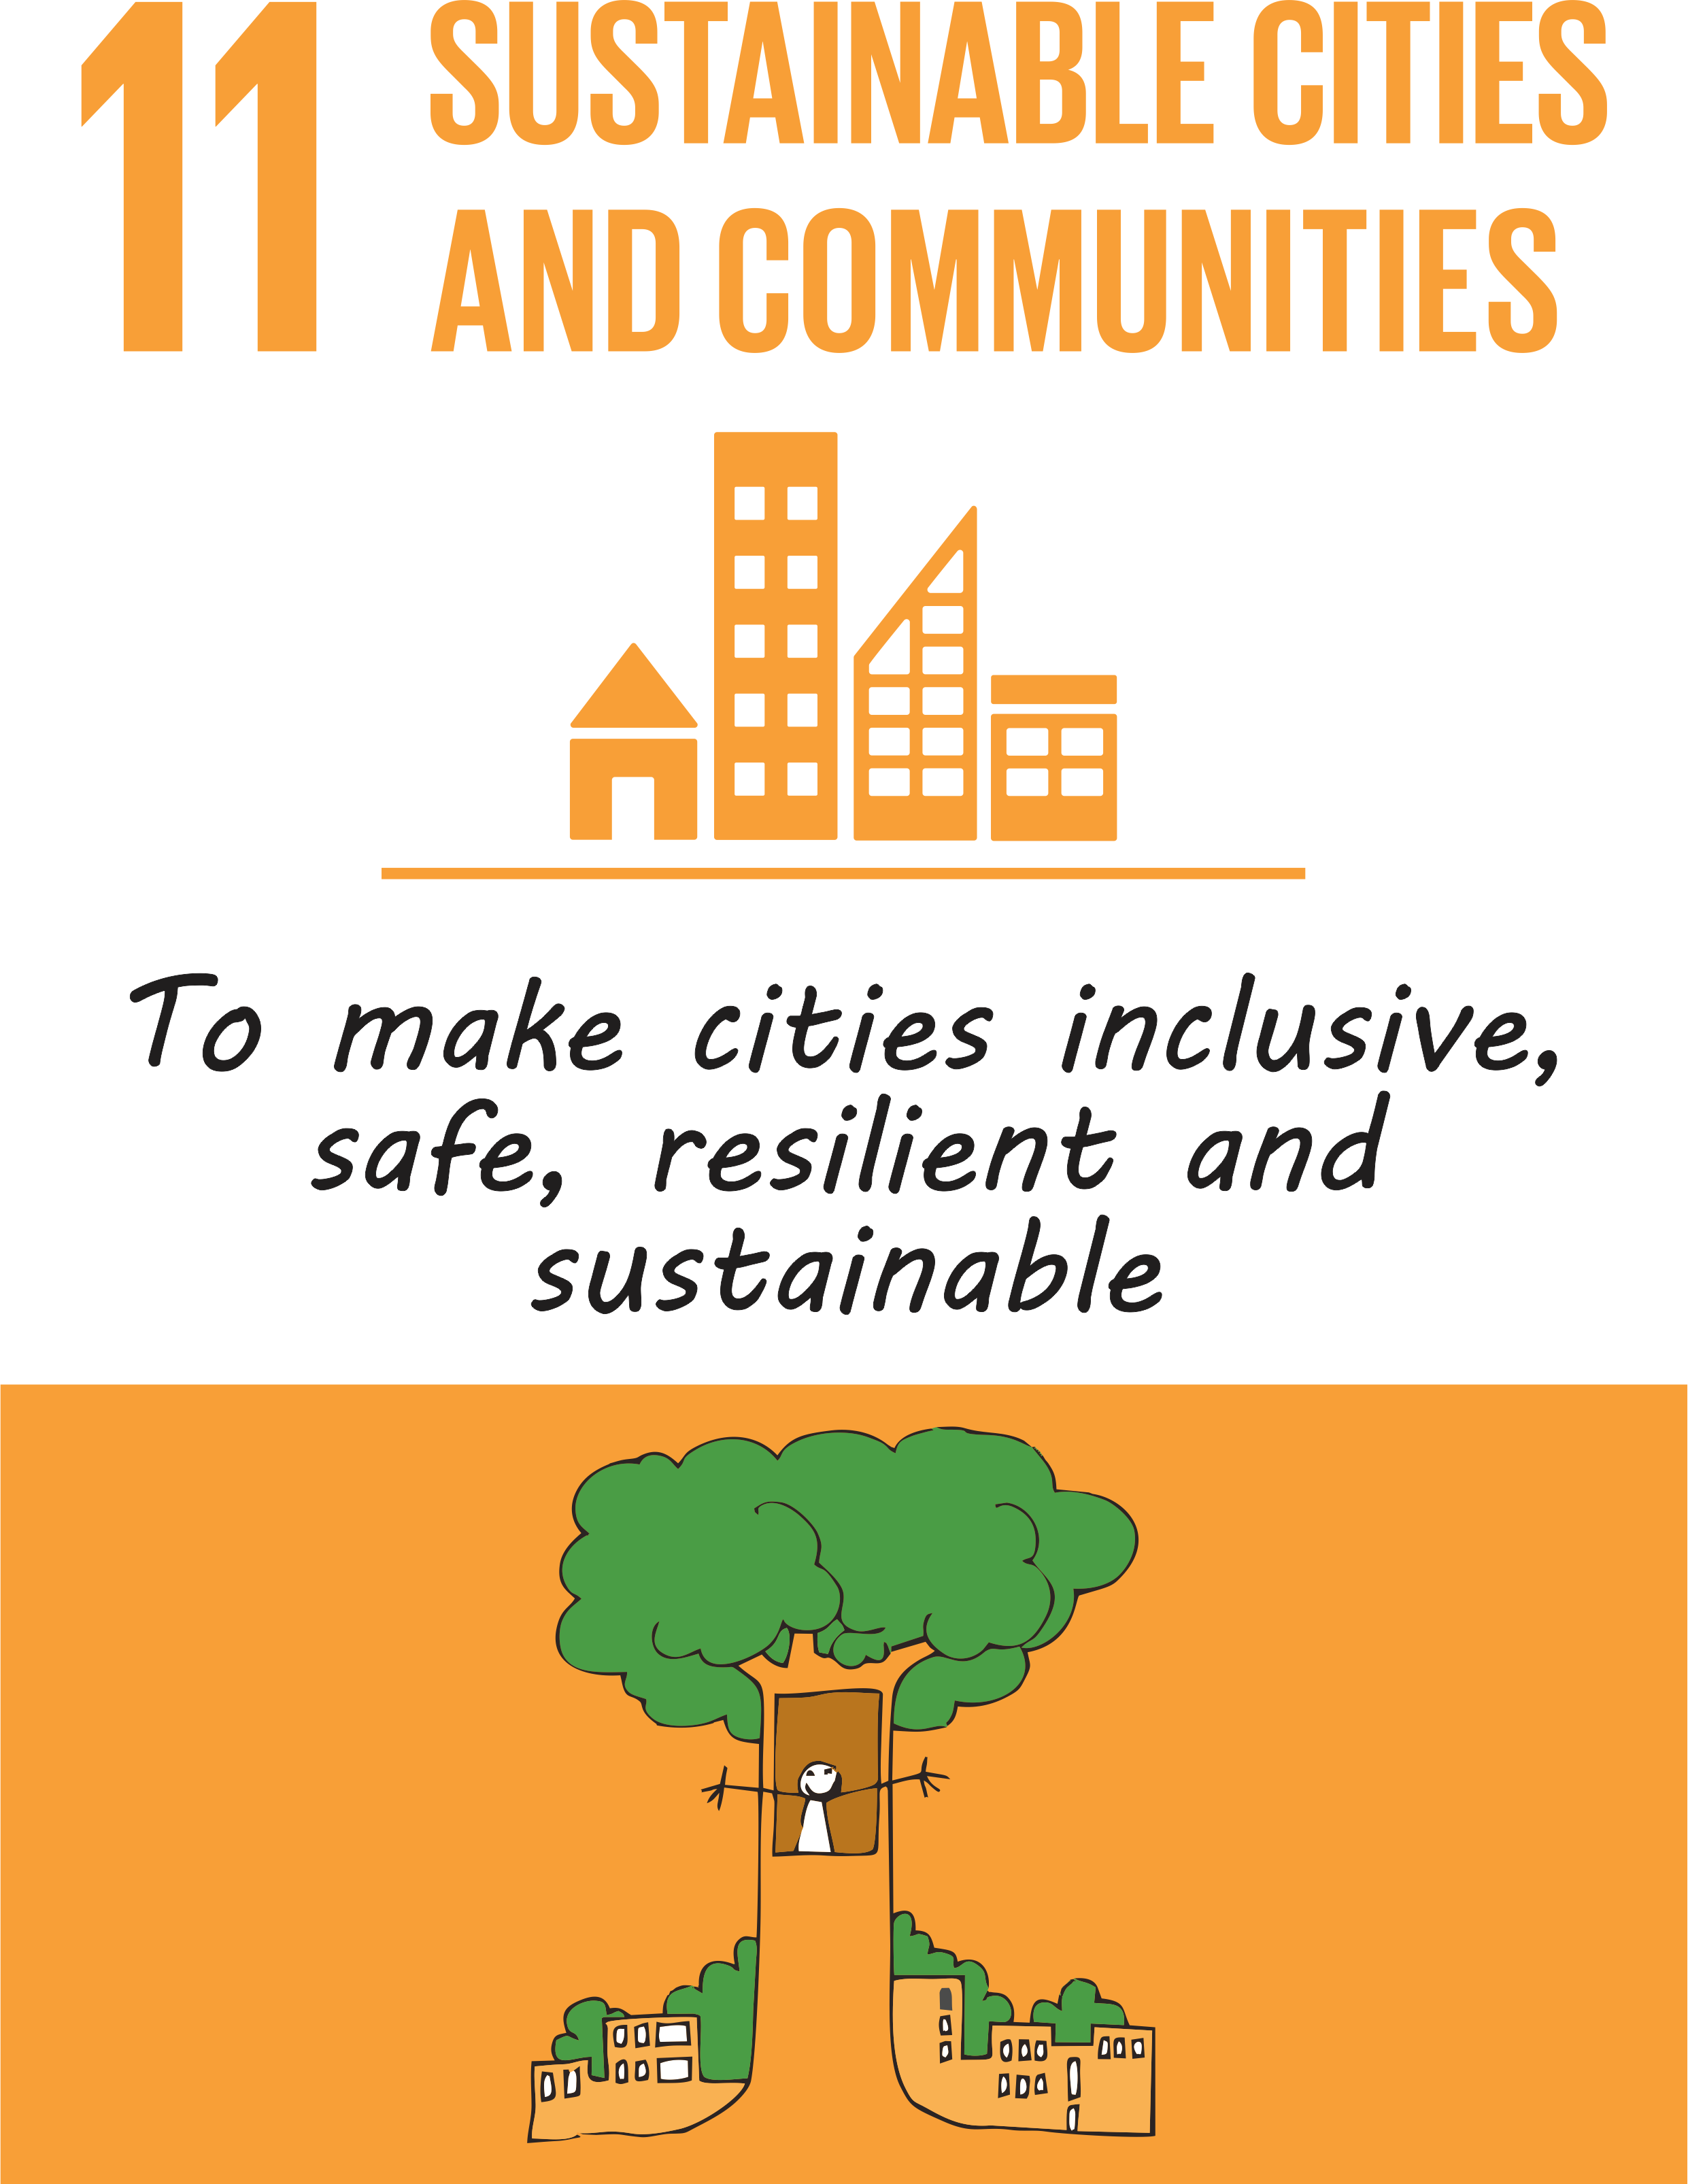 11
SUSTAINABLE CITIES
AND COMMUNITIES
To make cities inclusive,
safe, resilient and
sustainable